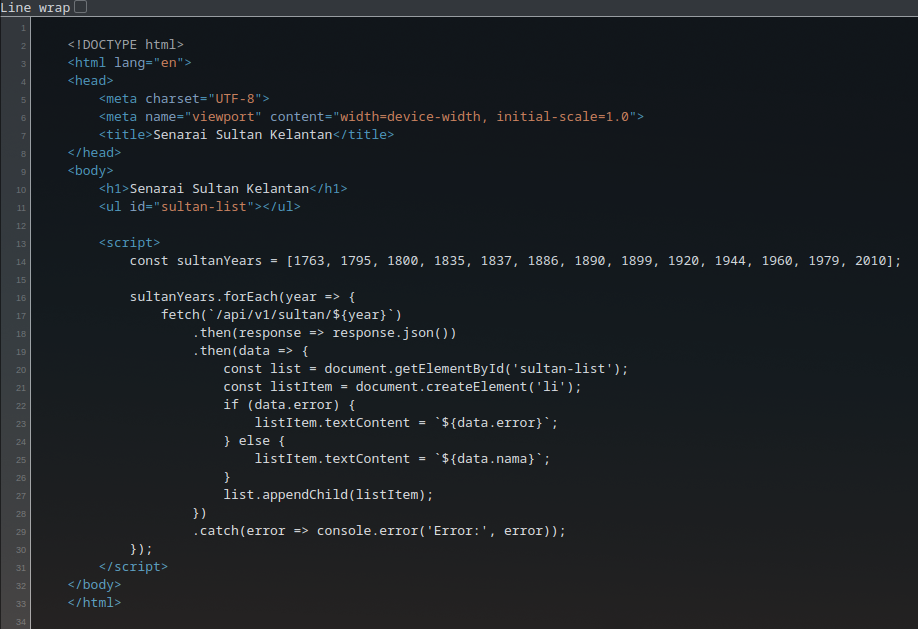 Line wrap
1
2 <!DOCTYPE html>
3 <html lang="en">
4 <head>
5 <meta charset="UTF-8">
6 <meta name="viewport" content="width=device-width, initial-scale=1.0">
7 <title>Senarai Sultan Kelantan</title>
8 </head>
9 <body>
10 <h1>Senarai Sultan Kelantan</h1>
11 <ul id="sultan-list"></ul>
12
13 <script>
14 const sultanYears = [1763, 1795, 1800, 1835, 1837, 1886, 1890, 1899, 1920, 1944, 1960, 1979, 2010];
15
16 sultanYears.forEach(year => {
17 fetch(`/api/v1/sultan/${year}`)
18 .then(response => response.json())
19 .then(data => {
20 const list = document.getElementById('sultan-list');
21 const listItem = document.createElement('li');
22 if (data.error) {
23 listItem.textContent = `${data.error}`;
24 } else {
25 listItem.textContent = `${data.nama}`;
26 }
27 list.appendChild(listItem);
28 })
29 .catch(error => console.error('Error:', error));
30 });
31 </script>
32 </body>
33 </html>
34